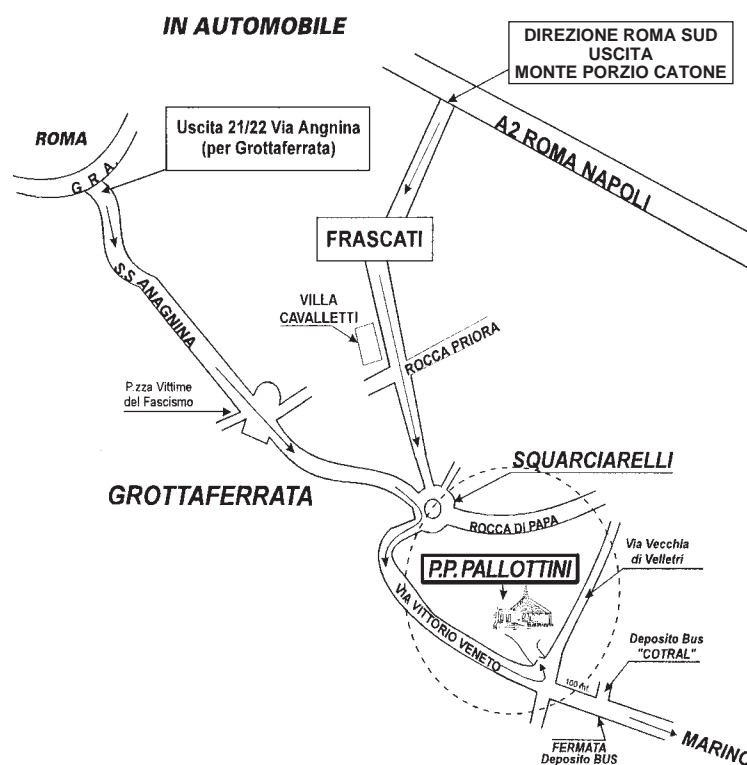 IN AUTOMOBILE
DIREZIONE ROMA SUD
USCITA
MONTE PORZIO CATONE
ROMA
Uscita 21/22 Via Angnina
(per Grottaferrata)
G. R. A.
A2 ROMA NAPOLI
FRASCATI
S.S ANAGNINA
VILLA
CAVALLETTI
ROCCA PRIORA
P.zza Vittime
del Fascismo
SQUARCIARELLI
GROTTAFERRATA
ROCCA DI PAPA
Via Vecchia
di Velletri
P.P. PALLOTTINI
VIA VITTORIO VENETO
Deposito Bus
"COTRAL"
100 mt.
MARINO
FERMATA
Deposito BUS